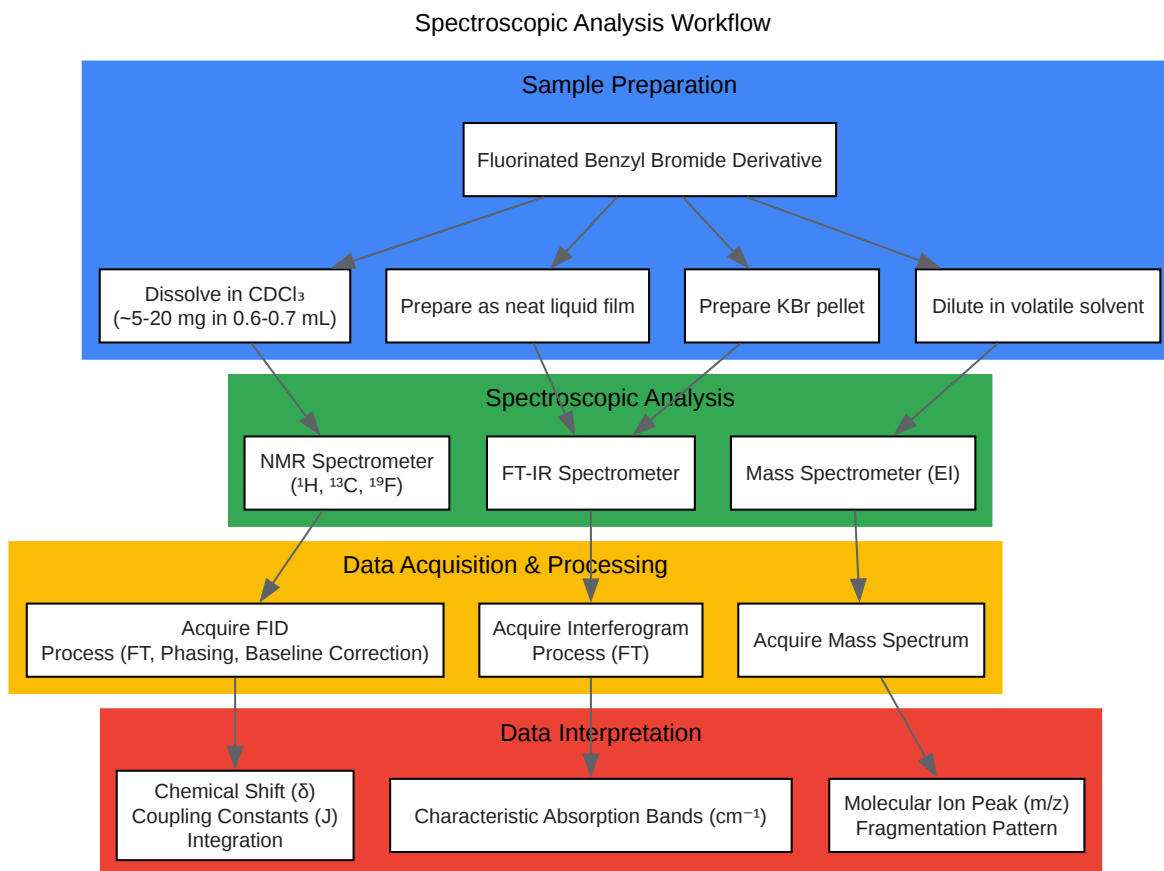 Spectroscopic Analysis Workflow
Sample Preparation
Fluorinated Benzyl Bromide Derivative
Dissolve in CDCl₃
(~5-20 mg in 0.6-0.7 mL)
Prepare as neat liquid film
Prepare KBr pellet
Dilute in volatile solvent
Spectroscopic Analysis
NMR Spectrometer
(¹H, ¹³C, ¹⁹F)
FT-IR Spectrometer
Mass Spectrometer (EI)
Data Acquisition & Processing
Acquire FID
Process (FT, Phasing, Baseline Correction)
Acquire Interferogram
Process (FT)
Acquire Mass Spectrum
Data Interpretation
Chemical Shift (δ)
Coupling Constants (J)
Integration
Characteristic Absorption Bands (cm⁻¹)
Molecular Ion Peak (m/z)
Fragmentation Pattern